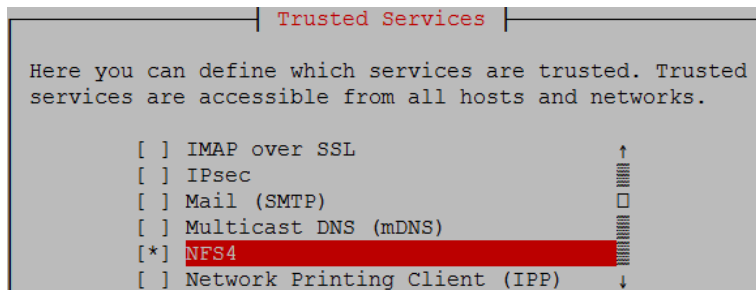 Trusted Services
Here you can define which services are trusted. Trusted
services are accessible from all hosts and networks.
[ ] IMAP over SSL
[ ] IPsec
[ ] Mail (SMTP)
[ ] Multicast DNS (mDNS)
[*] NFS4
[ ] Network Printing Client (IPP)